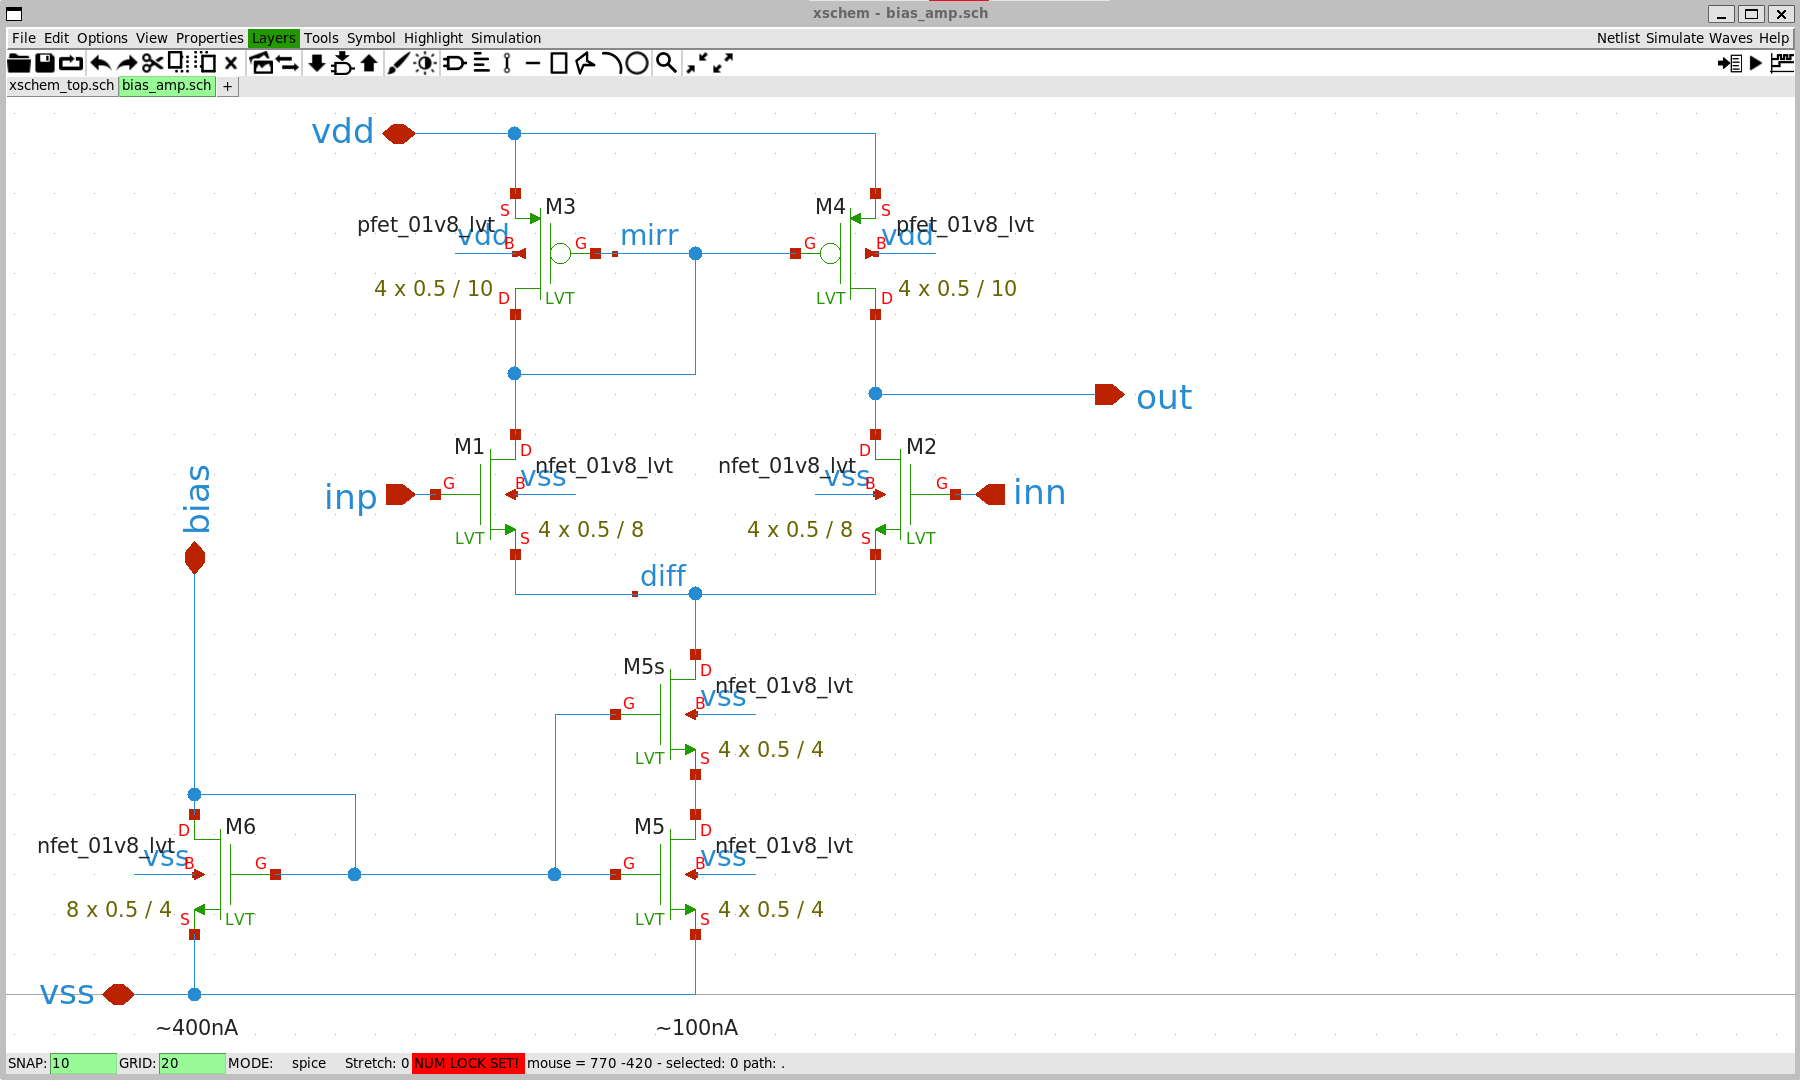 xschem - bias_amp.sch
File Edit Options View Properties Layers Tools Symbol Highlight Simulation Netlist Simulate Waves Help
xschem_top.sch bias_amp.sch +
vdd
M3 M4
S S
pfet_01v8_lvt pfet_01v8_lvt
vdd B G mirr G B vdd
4 x 0.5 / 10 4 x 0.5 / 10
D LVT LVT D
out
M1 D D M2
nfet_01v8_lvt nfet_01v8_lvt
bias
inp G B vss vss B G inn
4 x 0.5 / 8 4 x 0.5 / 8
LVT S S LVT
diff
M5s D
nfet_01v8_lvt
G B vss
4 x 0.5 / 4
LVT S
D M6 M5 D
nfet_01v8_lvt nfet_01v8_lvt
vss B G G B vss
8 x 0.5 / 4 4 x 0.5 / 4
S LVT LVT S
vss
~400nA ~100nA
SNAP: 10 GRID: 20 MODE: spice Stretch: 0 NUM LOCK SET! mouse = 770 -420 - selected: 0 path: .